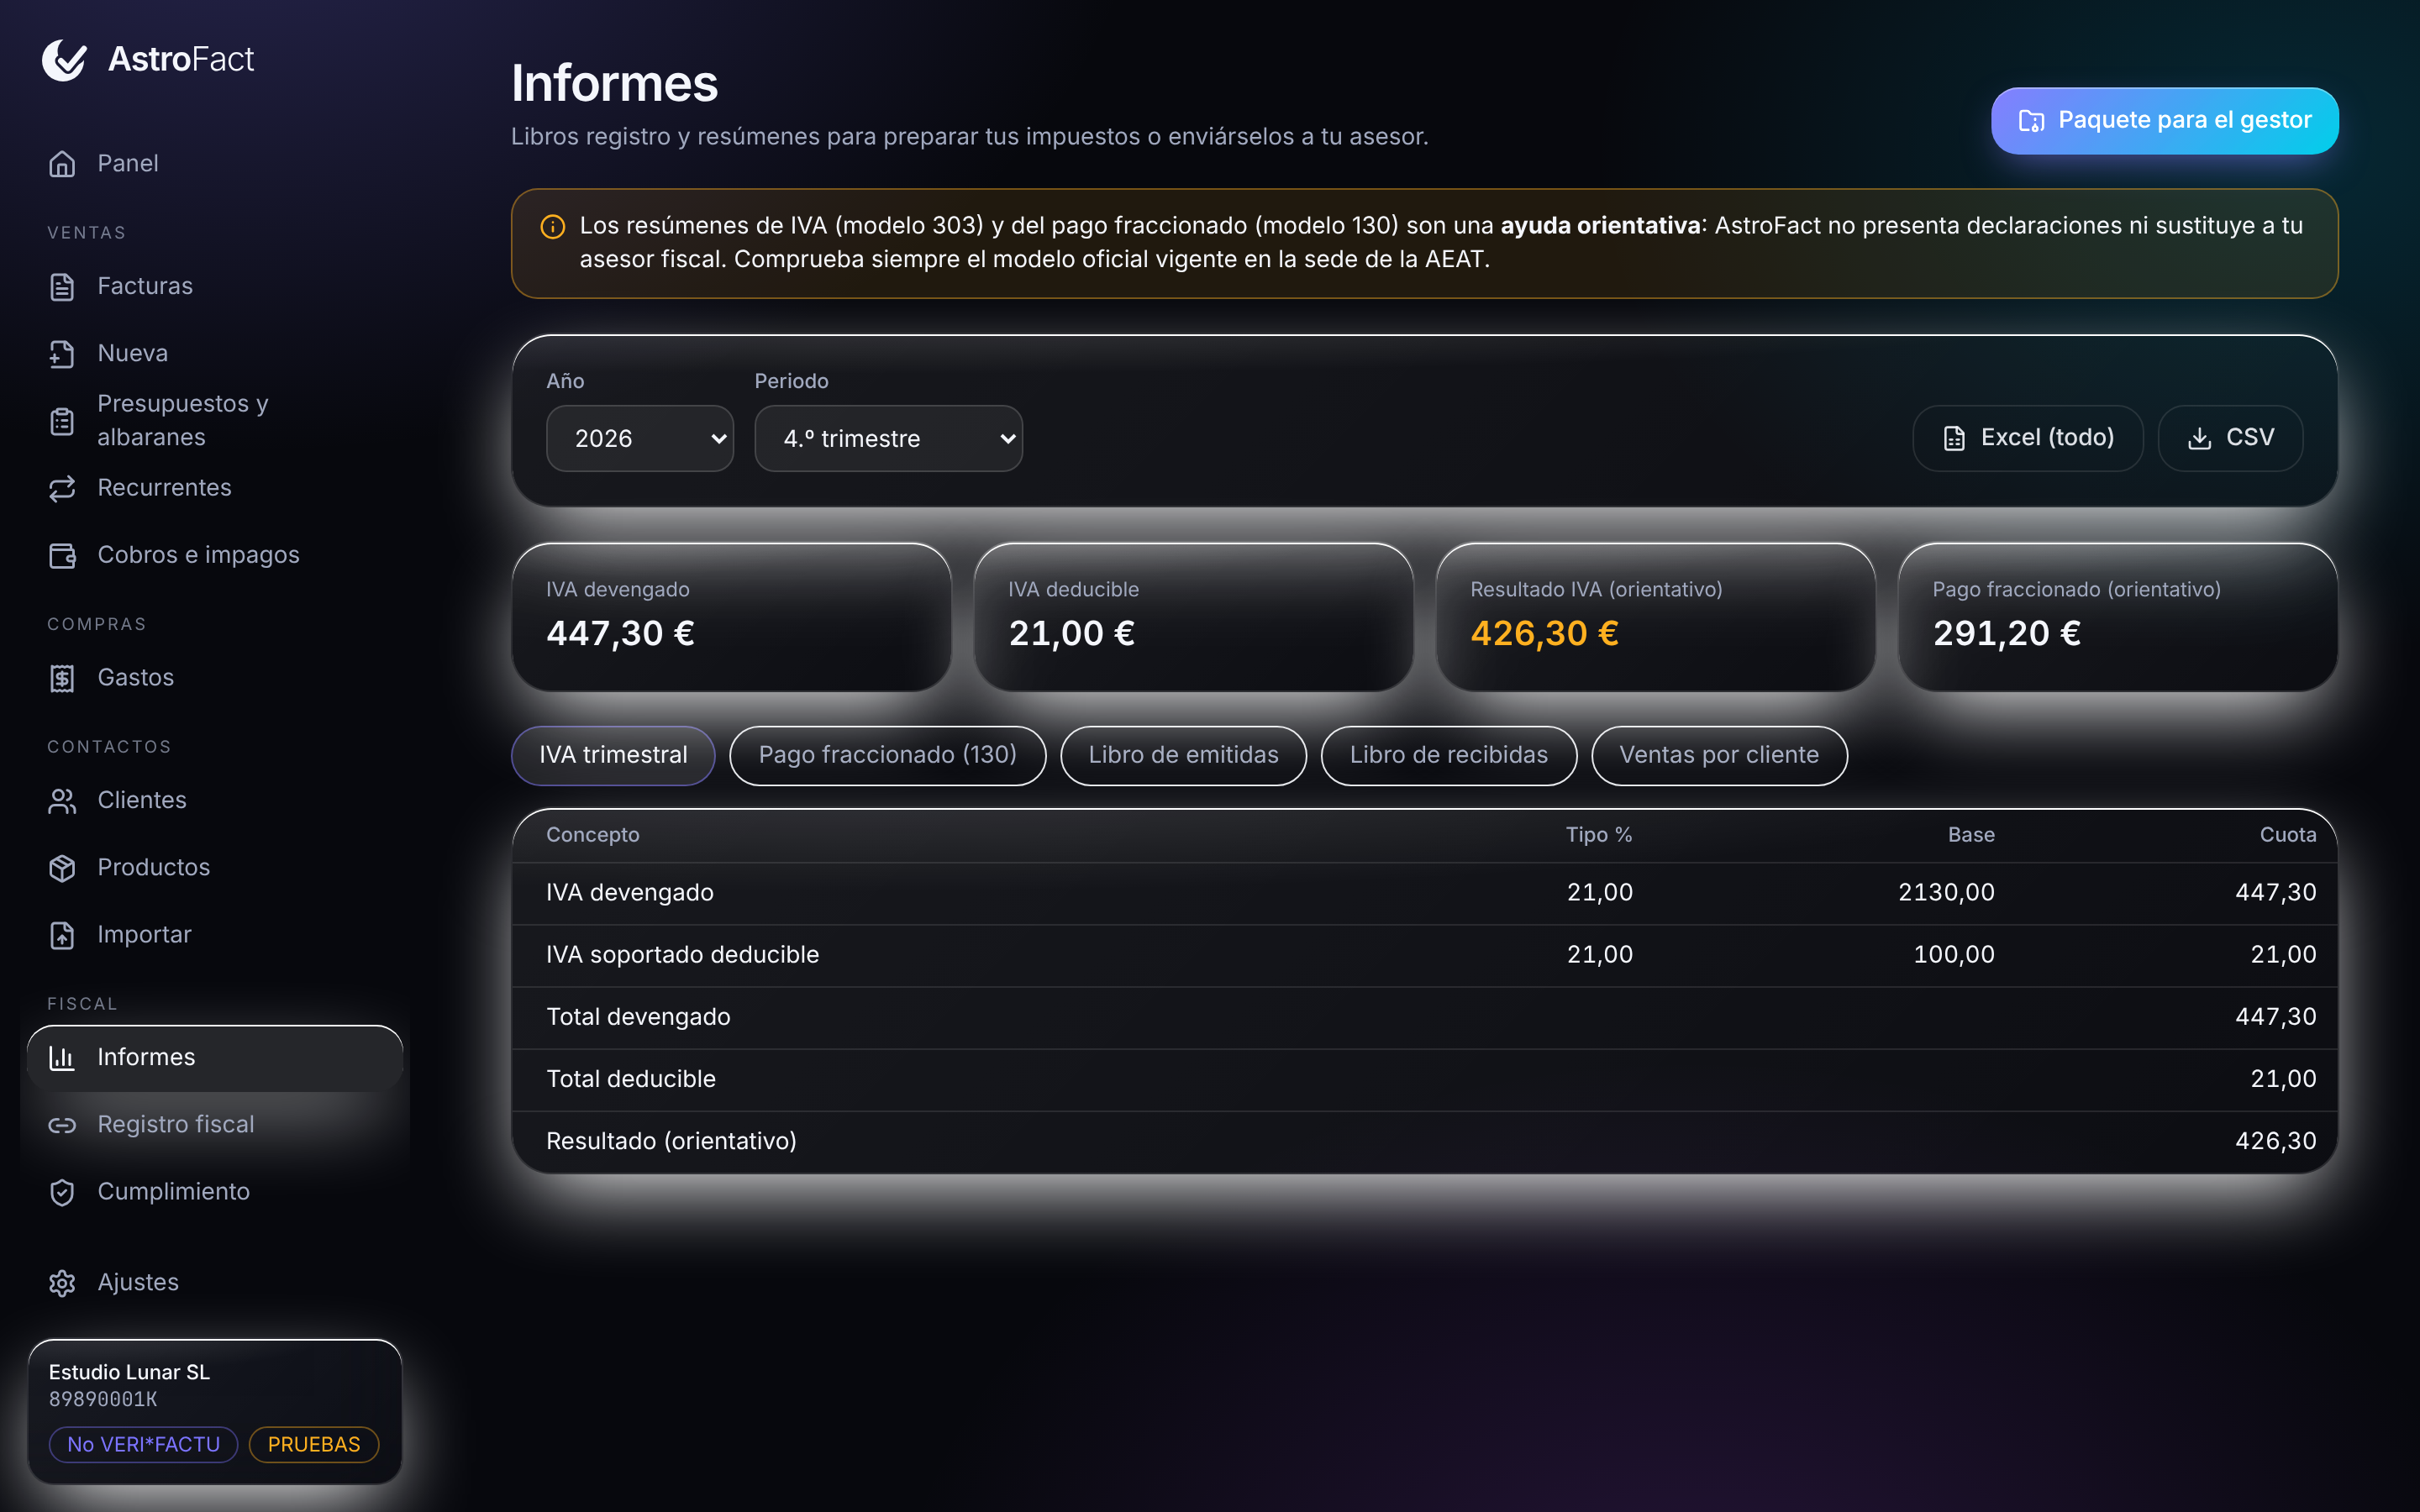 AstroFact
Panel
VENTAS
Facturas
Nueva
Presupuestos y
albaranes
Recurrentes
Cobros e impagos
COMPRAS
Gastos
CONTACTOS
Clientes
Productos
Importar
FISCAL
Informes
Registro fiscal
Cumplimiento
Ajustes
Estudio Lunar SL
89890001K
No VERI*FACTU PRUEBAS
Informes
Libros registro y resúmenes para preparar tus impuestos o enviárselos a tu asesor.
Paquete para el gestor
Los resúmenes de IVA (modelo 303) y del pago fraccionado (modelo 130) son una ayuda orientativa: AstroFact no presenta declaraciones ni sustituye a tu
asesor fiscal. Comprueba siempre el modelo oficial vigente en la sede de la AEAT.
Año Periodo
2026 4.º trimestre Excel (todo) CSV
IVA devengado IVA deducible Resultado IVA (orientativo) Pago fraccionado (orientativo)
447,30 € 21,00 € 426,30 € 291,20 €
IVA trimestral Pago fraccionado (130) Libro de emitidas Libro de recibidas Ventas por cliente
Concepto Tipo % Base Cuota
IVA devengado 21,00 2130,00 447,30
IVA soportado deducible 21,00 100,00 21,00
Total devengado 447,30
Total deducible 21,00
Resultado (orientativo) 426,30